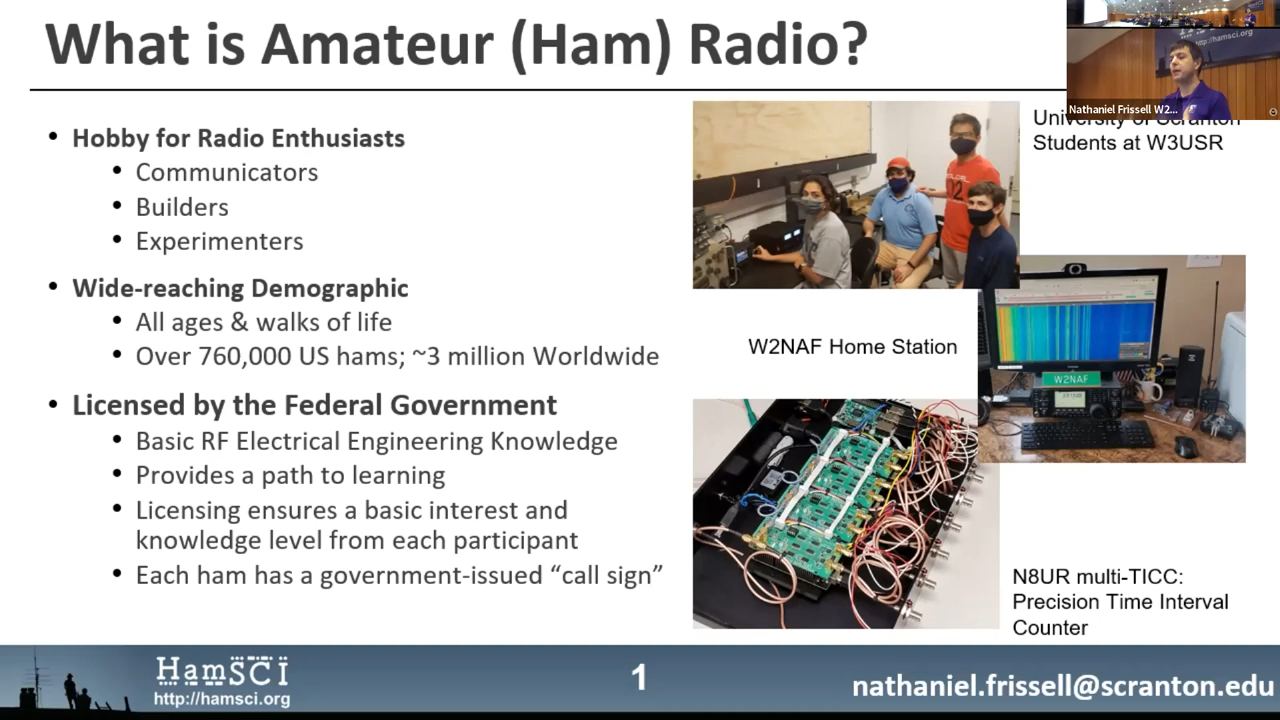 What is Amateur (Ham) Radio?
http://hamsci.org
Nathaniel Frissell W2...
• Hobby for Radio Enthusiasts
• Communicators
• Builders
• Experimenters
• Wide-reaching Demographic
• All ages & walks of life
• Over 760,000 US hams; ~3 million Worldwide
• Licensed by the Federal Government
• Basic RF Electrical Engineering Knowledge
• Provides a path to learning
• Licensing ensures a basic interest and
knowledge level from each participant
• Each ham has a government-issued “call sign”
University of Scranton
Students at W3USR
W2NAF Home Station
W2NAF
N8UR multi-TICC:
Precision Time Interval
Counter
HamSCI
http://hamsci.org
1
nathaniel.frissell@scranton.edu